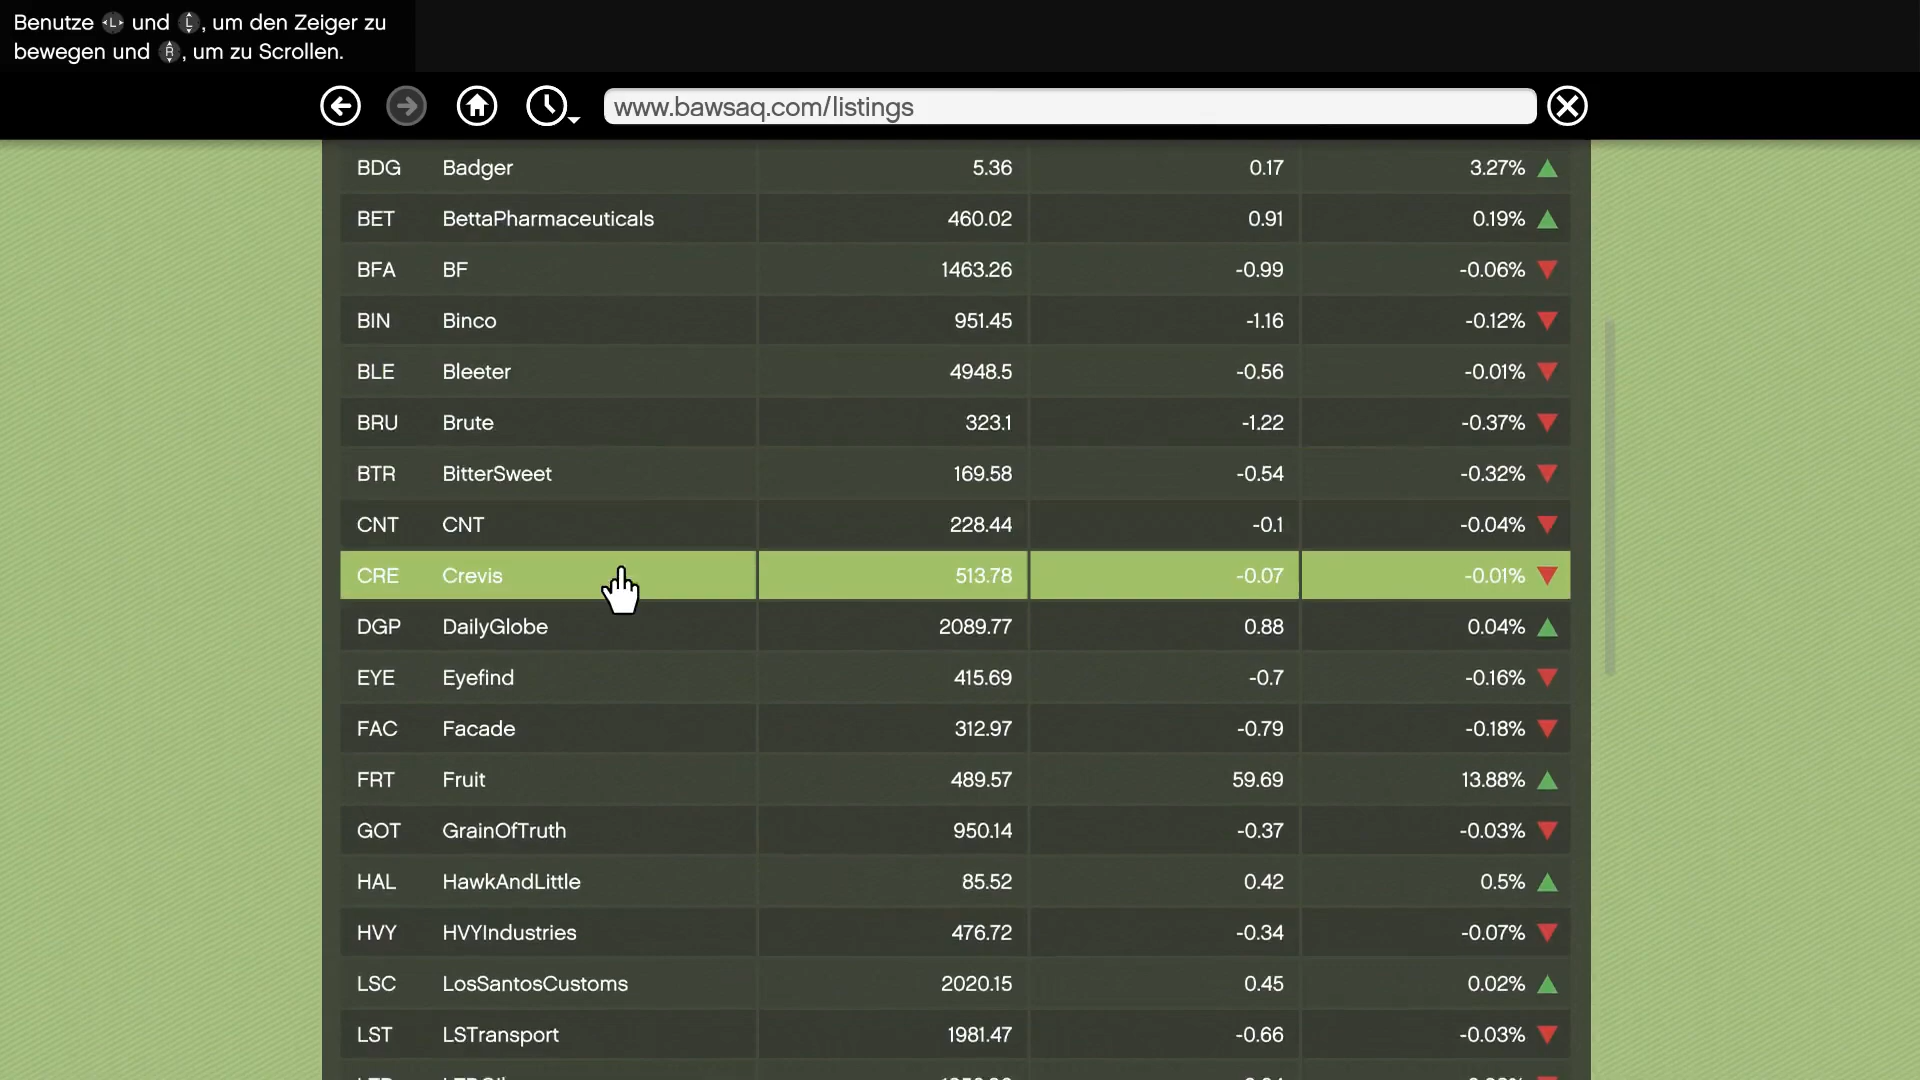 Benutze L und L, um den Zeiger zu
bewegen und R, um zu Scrollen.
www.bawsaq.com/listings
BDG Badger 5.36 0.17 3.27%
BET BettaPharmaceuticals 460.02 0.91 0.19%
BFA BF 1463.26 -0.99 -0.06%
BIN Binco 951.45 -1.16 -0.12%
BLE Bleeter 4948.5 -0.56 -0.01%
BRU Brute 323.1 -1.22 -0.37%
BTR BitterSweet 169.58 -0.54 -0.32%
CNT CNT 228.44 -0.1 -0.04%
CRE Crevis 513.78 -0.07 -0.01%
DGP DailyGlobe 2089.77 0.88 0.04%
EYE Eyefind 415.69 -0.7 -0.16%
FAC Facade 312.97 -0.79 -0.18%
FRT Fruit 489.57 59.69 13.88%
GOT GrainOfTruth 950.14 -0.37 -0.03%
HAL HawkAndLittle 85.52 0.42 0.5%
HVY HVYIndustries 476.72 -0.34 -0.07%
LSC LosSantosCustoms 2020.15 0.45 0.02%
LST LSTransport 1981.47 -0.66 -0.03%